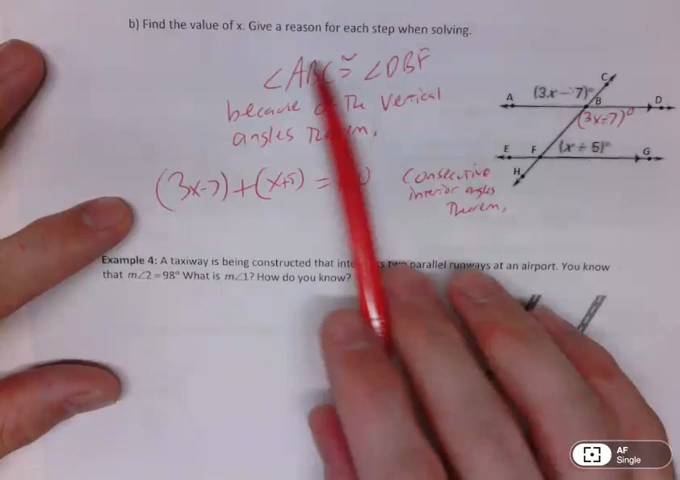 b) Find the value of x. Give a reason for each step when solving.
∠ABC ≅ ∠DBF
because of the vertical
angles Theorem.
(3x-7)+(x+5) =
Consecutive
interior angles
Theorem.
C
(3x − 7)°
A
B
D
(3x-7)°
E
F
(x + 5)°
G
H
Example 4: A taxiway is being constructed that two parallel runways at an airport. You know
that m∠2 = 98° What is m∠1? How do you know?
AF
Single